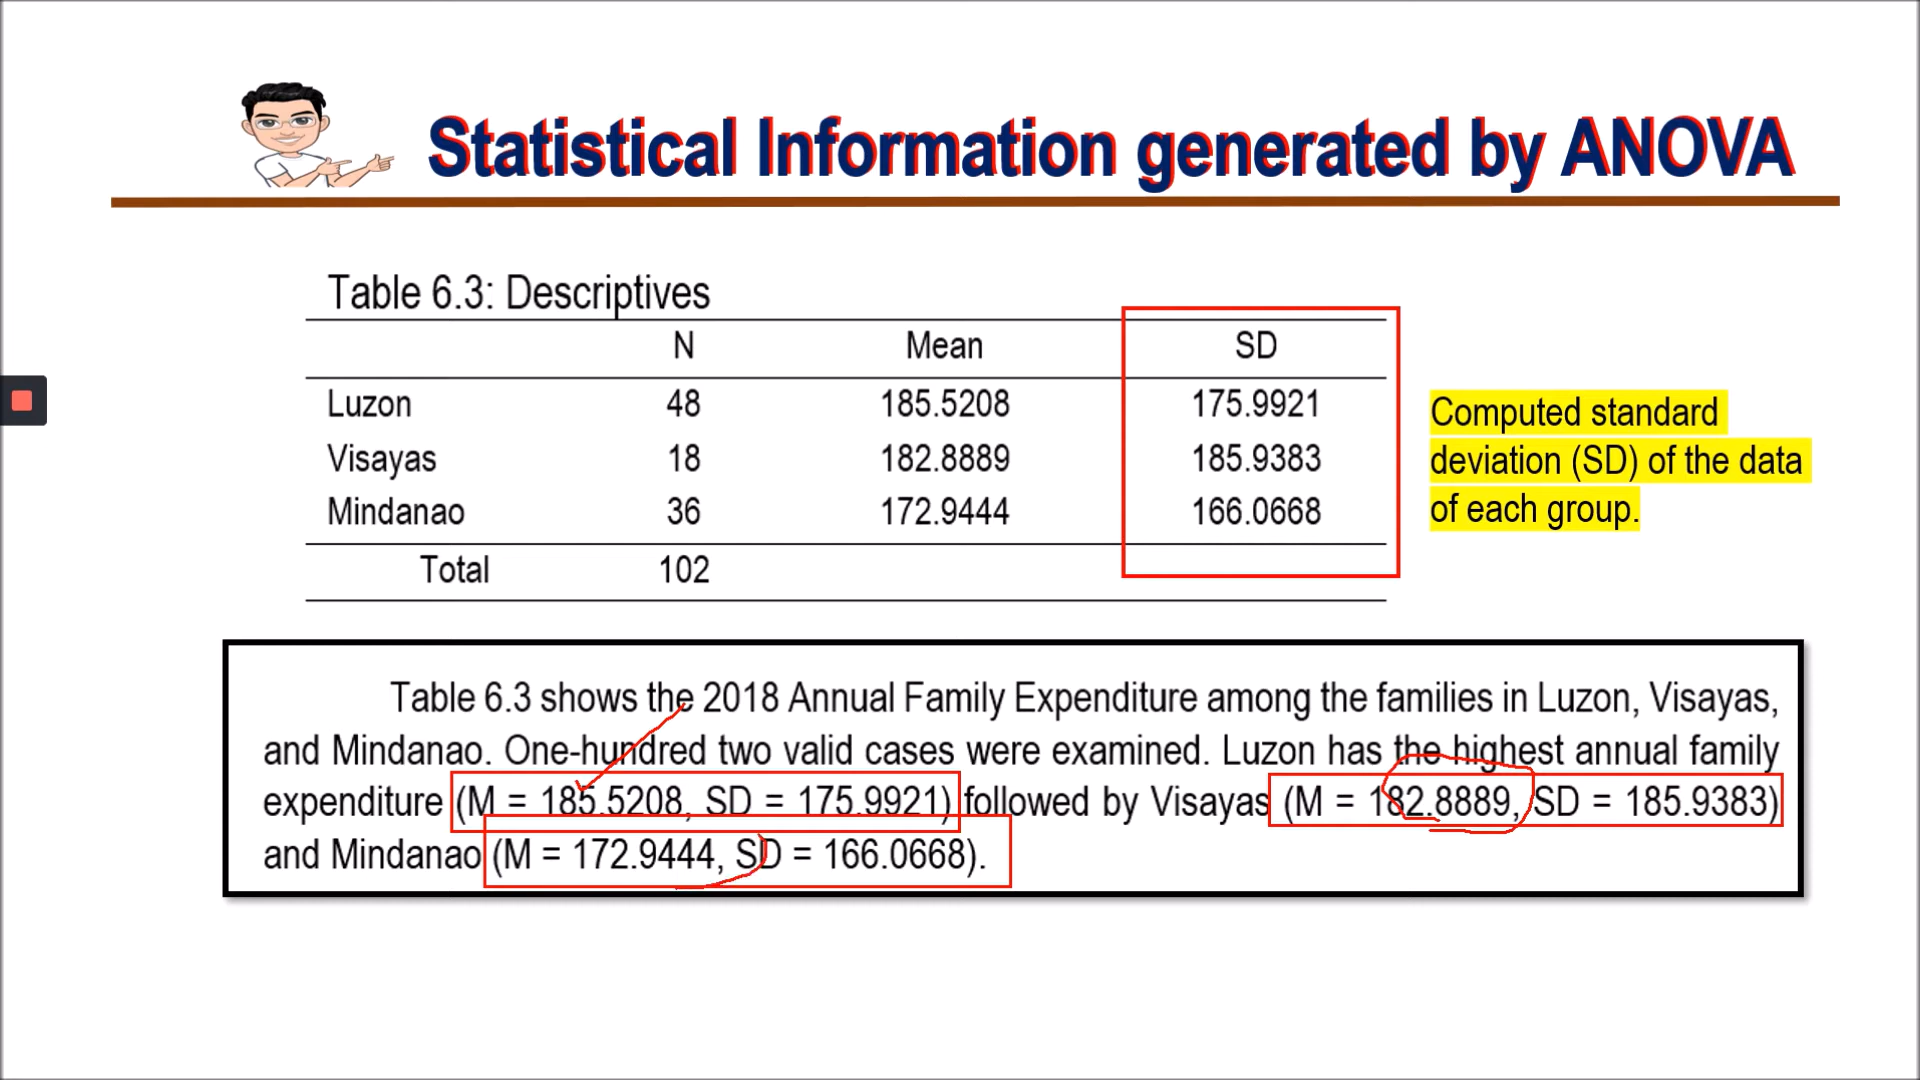 Statistical Information generated by ANOVA
Table 6.3: Descriptives
N Mean SD
Luzon 48 185.5208 175.9921
Visayas 18 182.8889 185.9383
Mindanao 36 172.9444 166.0668
Total 102
Computed standard
deviation (SD) of the data
of each group.
Table 6.3 shows the 2018 Annual Family Expenditure among the families in Luzon, Visayas,
and Mindanao. One-hundred two valid cases were examined. Luzon has the highest annual family
expenditure (M = 185.5208, SD = 175.9921) followed by Visayas (M = 182.8889, SD = 185.9383)
and Mindanao (M = 172.9444, SD = 166.0668).